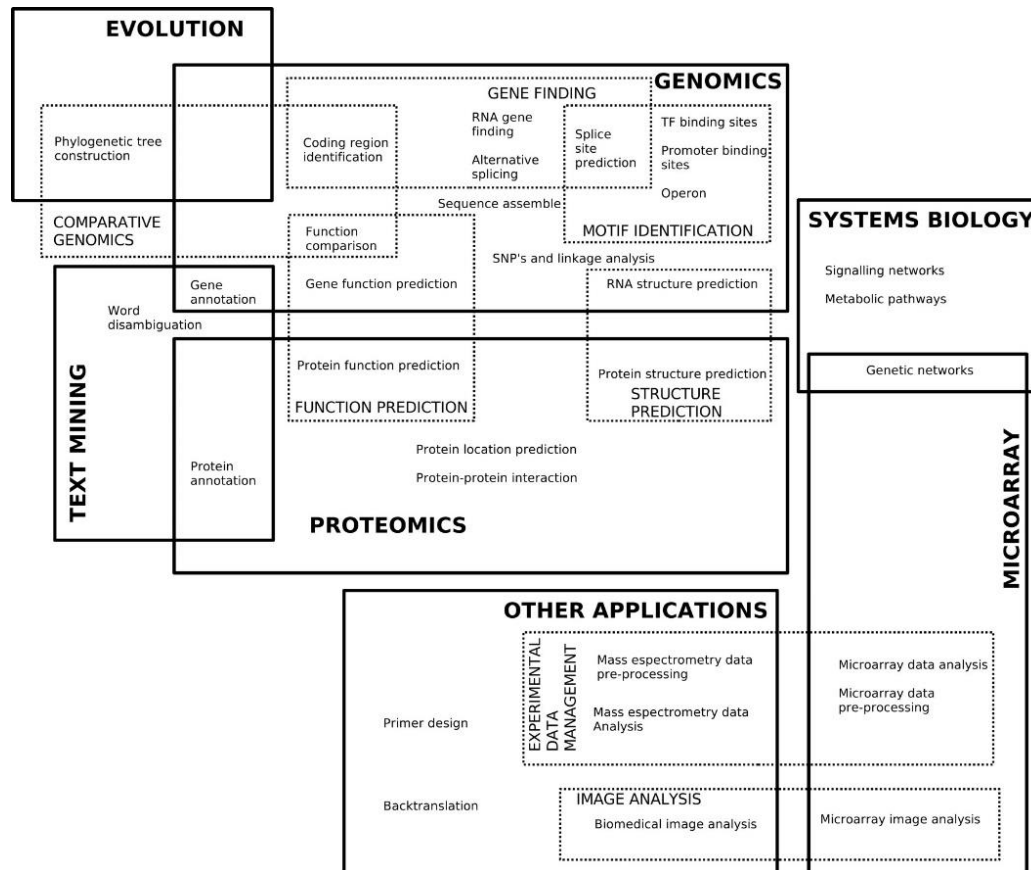 EVOLUTION
GENOMICS
GENE FINDING
Phylogenetic tree
construction
Coding region
identification
RNA gene
finding
Alternative
splicing
Splice
site
prediction
TF binding sites
Promoter binding
sites
Operon
Sequence assemble
COMPARATIVE
GENOMICS
Function
comparison
MOTIF IDENTIFICATION
SYSTEMS BIOLOGY
SNP's and linkage analysis
Signalling networks
Metabolic pathways
Gene
annotation
Gene function prediction
RNA structure prediction
Word
disambiguation
Protein function prediction
Protein structure prediction
Genetic networks
FUNCTION PREDICTION
STRUCTURE
PREDICTION
TEXT MINING
Protein location prediction
Protein
annotation
Protein-protein interaction
PROTEOMICS
MICROARRAY
OTHER APPLICATIONS
EXPERIMENTAL
DATA
MANAGEMENT
Mass espectrometry data
pre-processing
Microarray data analysis
Microarray data
pre-processing
Mass espectrometry data
Analysis
Primer design
Backtranslation
IMAGE ANALYSIS
Biomedical image analysis
Microarray image analysis